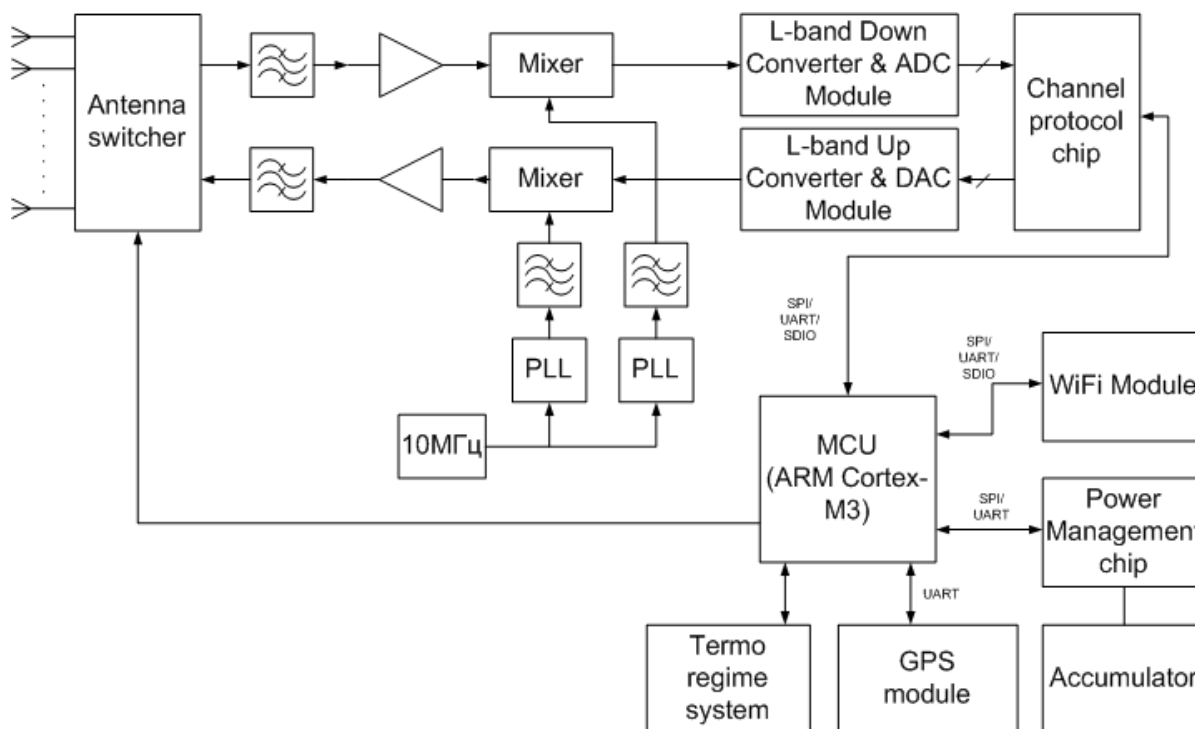 Antenna
switcher
Mixer
L-band Down
Converter & ADC
Module
Channel
protocol
chip
Mixer
L-band Up
Converter & DAC
Module
SPI/
UART/
SDIO
SPI/
UART/
SDIO
WiFi Module
PLL
PLL
10МГц
MCU
(ARM Cortex-
M3)
SPI/
UART
Power
Management
chip
UART
Termo
regime
system
GPS
module
Accumulator